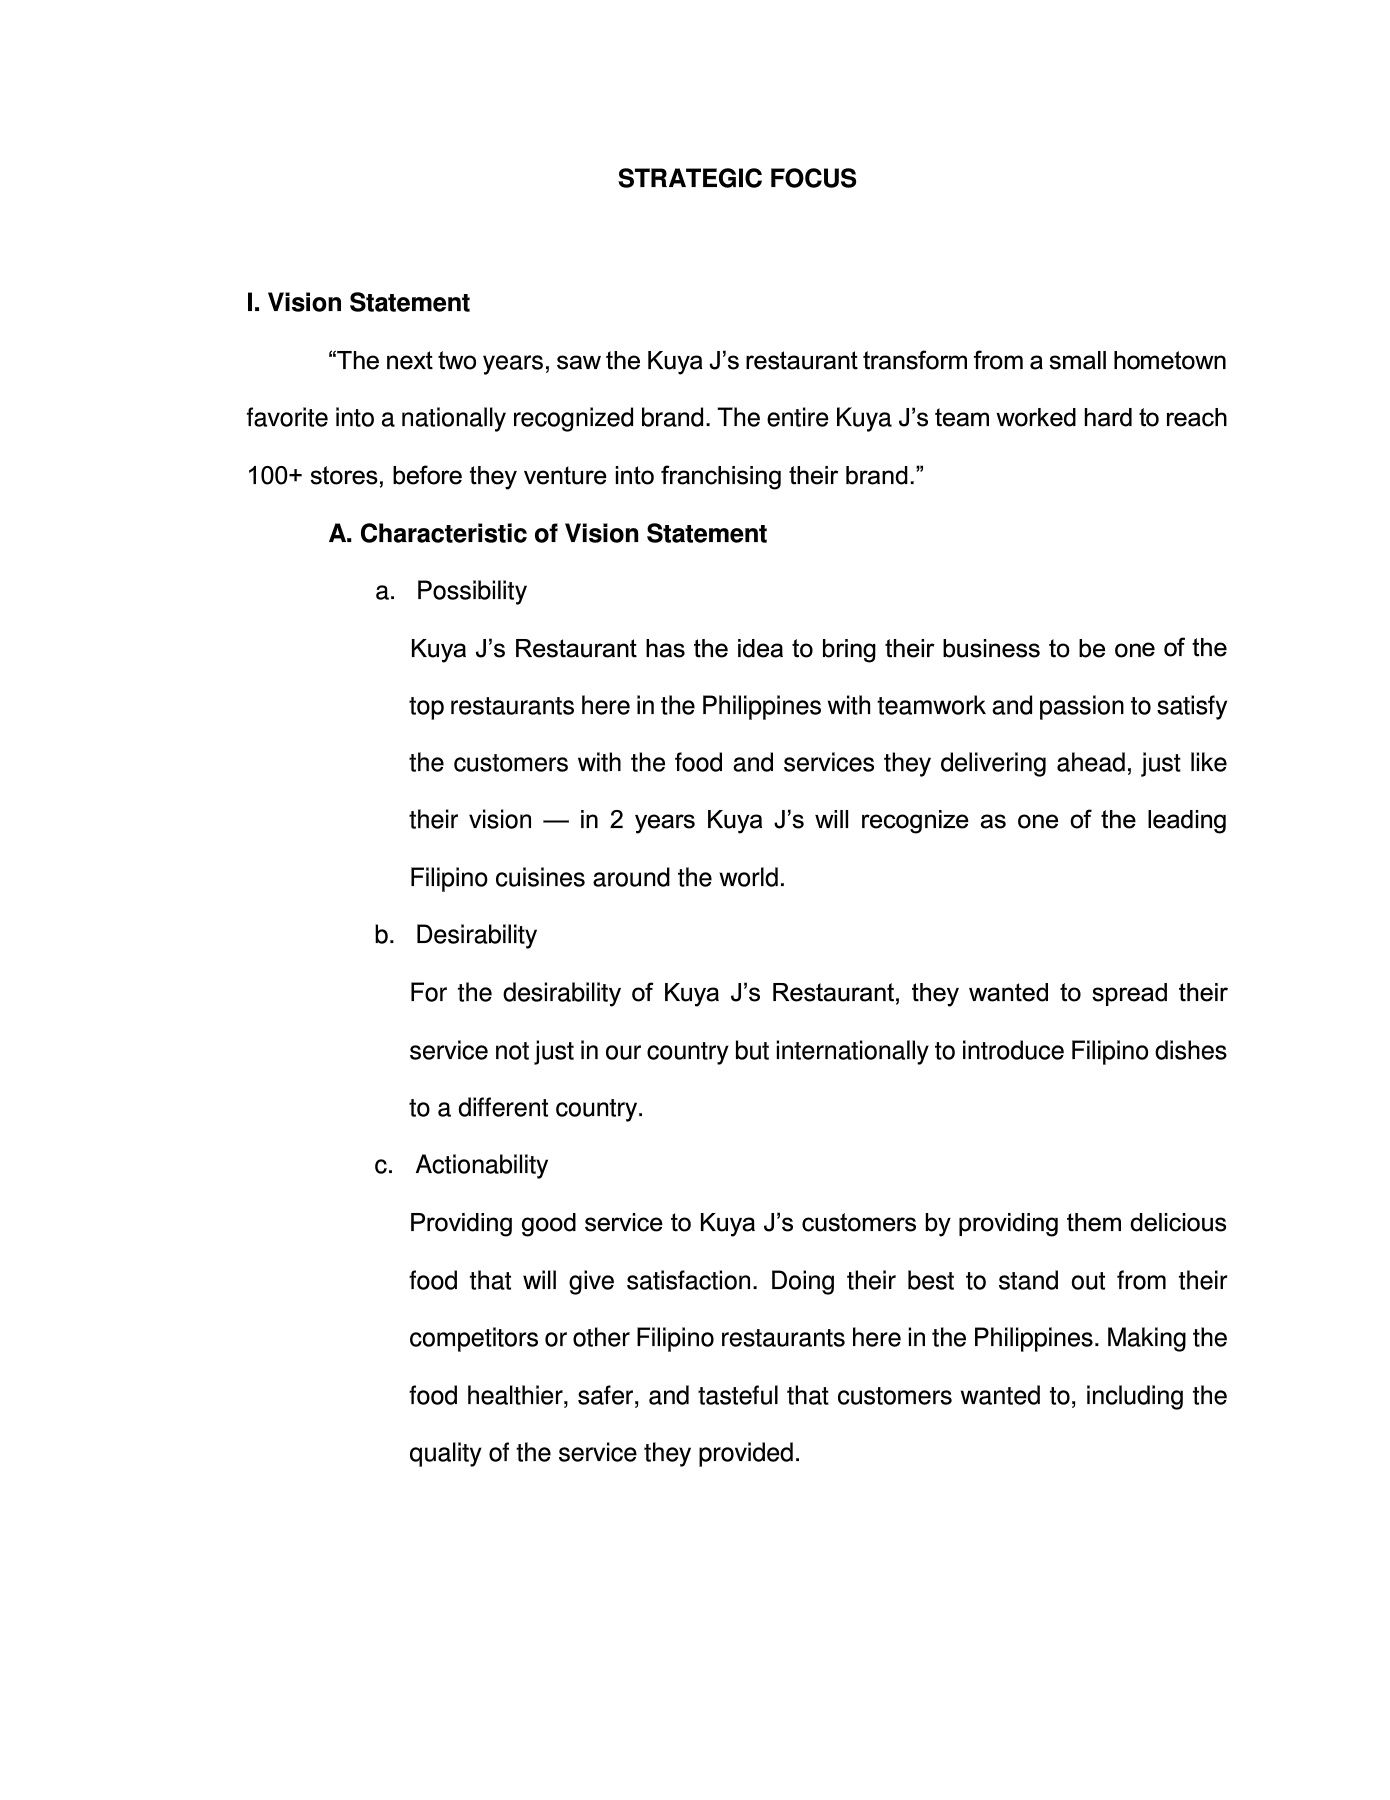 STRATEGIC FOCUS
I. Vision Statement
“The next two years, saw the Kuya J’s restaurant transform from a small hometown
favorite into a nationally recognized brand. The entire Kuya J’s team worked hard to reach
100+ stores, before they venture into franchising their brand.”
A. Characteristic of Vision Statement
a. Possibility
Kuya J’s Restaurant has the idea to bring their business to be one of the
top restaurants here in the Philippines with teamwork and passion to satisfy
the customers with the food and services they delivering ahead, just like
their vision — in 2 years Kuya J’s will recognize as one of the leading
Filipino cuisines around the world.
b. Desirability
For the desirability of Kuya J’s Restaurant, they wanted to spread their
service not just in our country but internationally to introduce Filipino dishes
to a different country.
c. Actionability
Providing good service to Kuya J’s customers by providing them delicious
food that will give satisfaction. Doing their best to stand out from their
competitors or other Filipino restaurants here in the Philippines. Making the
food healthier, safer, and tasteful that customers wanted to, including the
quality of the service they provided.